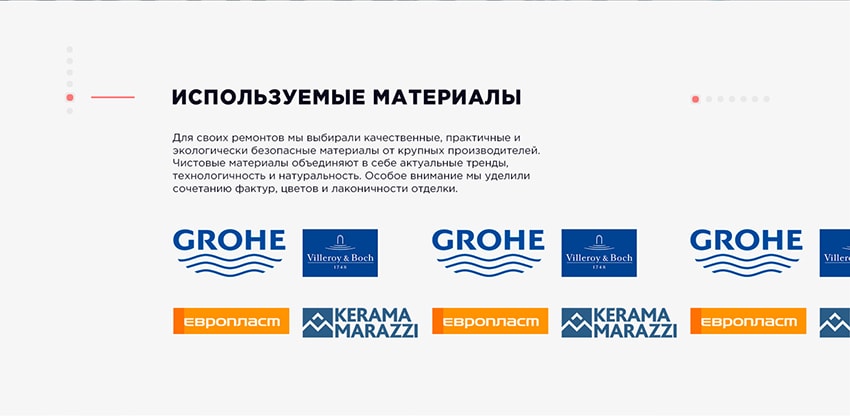 ИСПОЛЬЗУЕМЫЕ МАТЕРИАЛЫ
Для своих ремонтов мы выбирали качественные, практичные и
экологически безопасные материалы от крупных производителей.
Чистовые материалы объединяют в себе актуальные тренды,
технологичность и натуральность. Особое внимание мы уделили
сочетанию фактур, цветов и лаконичности отделки.
GROHE Villeroy & Boch GROHE Villeroy & Boch GROHE Vill
1748 1748
ЕВРОПЛАСТ KERAMA ЕВРОПЛАСТ KERAMA ЕВРОПЛАСТ
MARAZZI MARAZZI